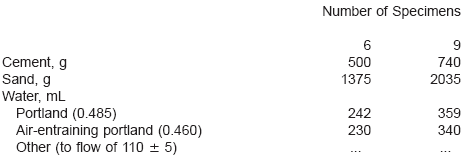 Number of Specimens
6 9
Cement, g 500 740
Sand, g 1375 2035
Water, mL
Portland (0.485) 242 359
Air-entraining portland (0.460) 230 340
Other (to flow of 110 ± 5) ... ...